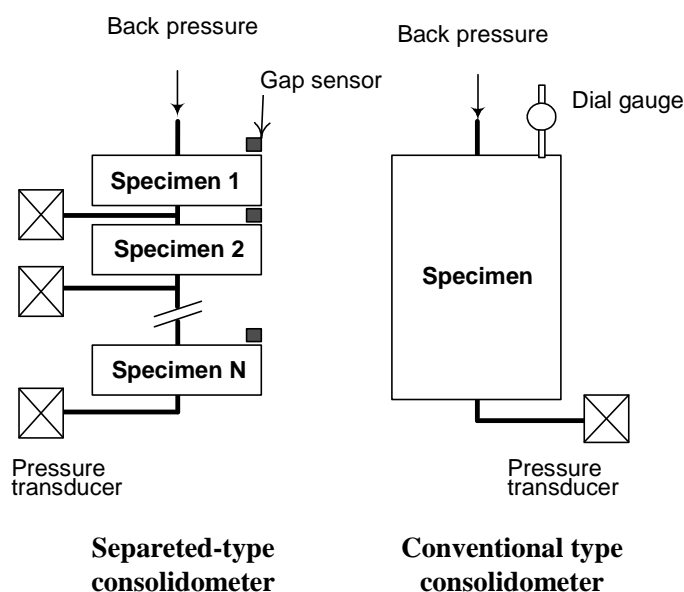 Back pressure
Gap sensor
Specimen 1
Specimen 2
Specimen N
Pressure
transducer
Separeted-type
consolidometer
Back pressure
Dial gauge
Specimen
Pressure
transducer
Conventional type
consolidometer